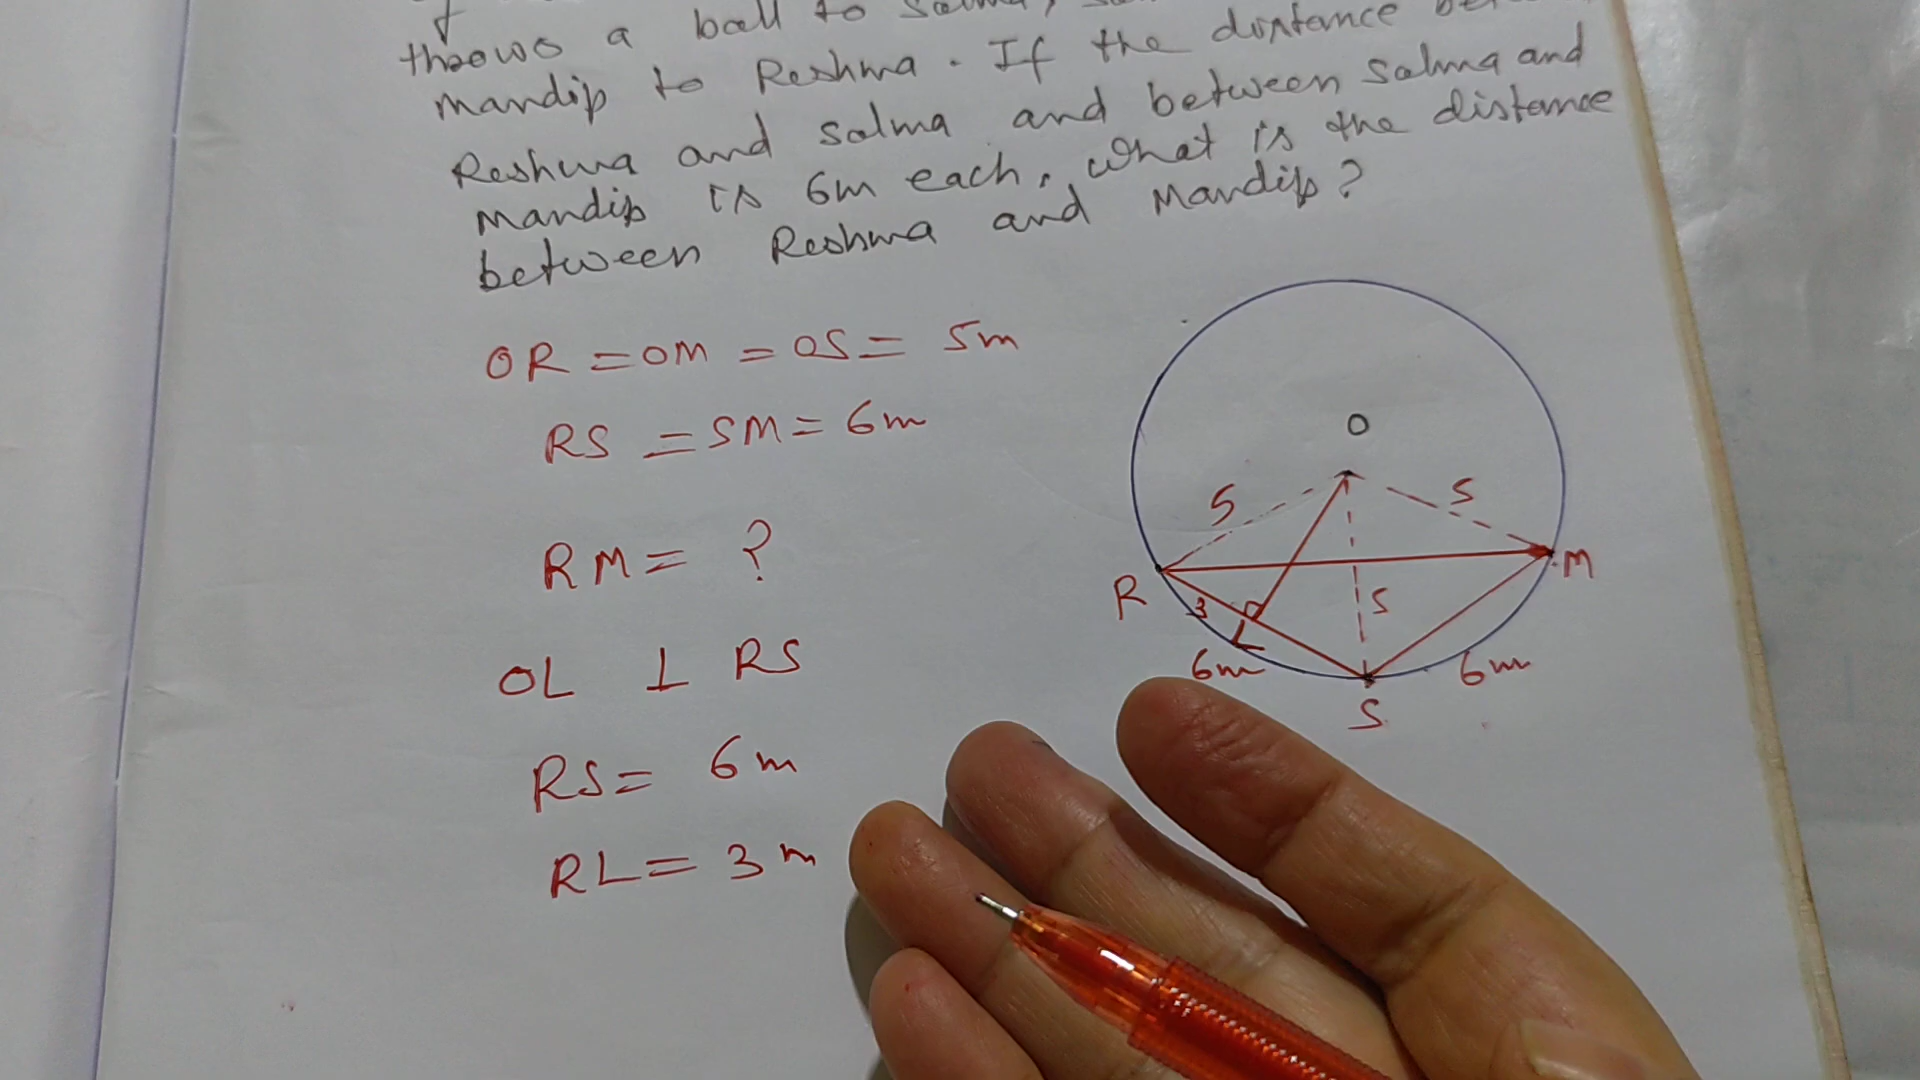 throws a ball to Salma,
mandip to Reshma. If the distance
Reshma and salma and between Salma and
mandip is 6m each, what is the distance
between Reshma and Mandip?
OR = OM = OS = 5m
RS = SM = 6m
RM = ?
OL ⊥ RS
RS = 6m
RL = 3m
O
5 5
R 3 5 M
L
6m 6m
S